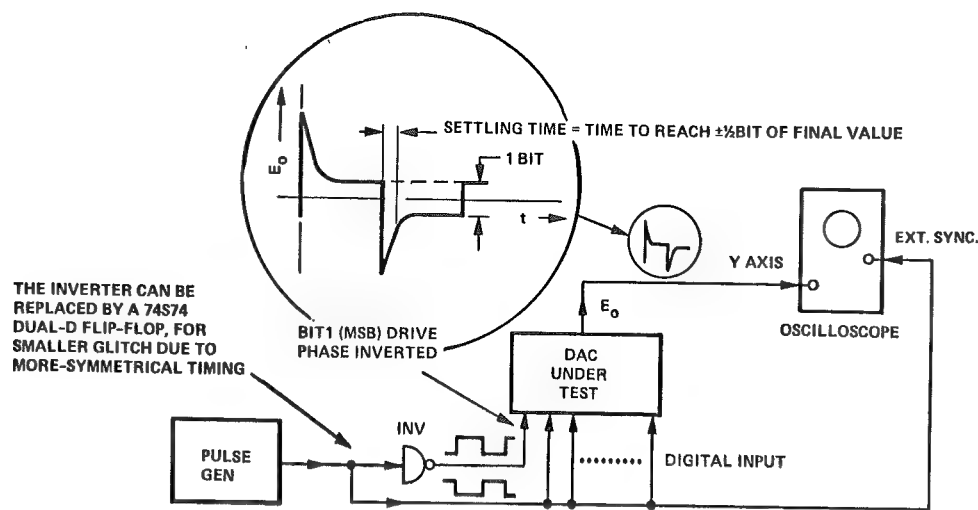 SETTLING TIME = TIME TO REACH ±½BIT OF FINAL VALUE
E₀
1 BIT
t
EXT. SYNC.
Y AXIS
OSCILLOSCOPE
THE INVERTER CAN BE
REPLACED BY A 74S74
DUAL-D FLIP-FLOP, FOR
SMALLER GLITCH DUE TO
MORE-SYMMETRICAL TIMING
BIT1 (MSB) DRIVE
PHASE INVERTED
E₀
DAC
UNDER
TEST
INV
PULSE
GEN
DIGITAL INPUT